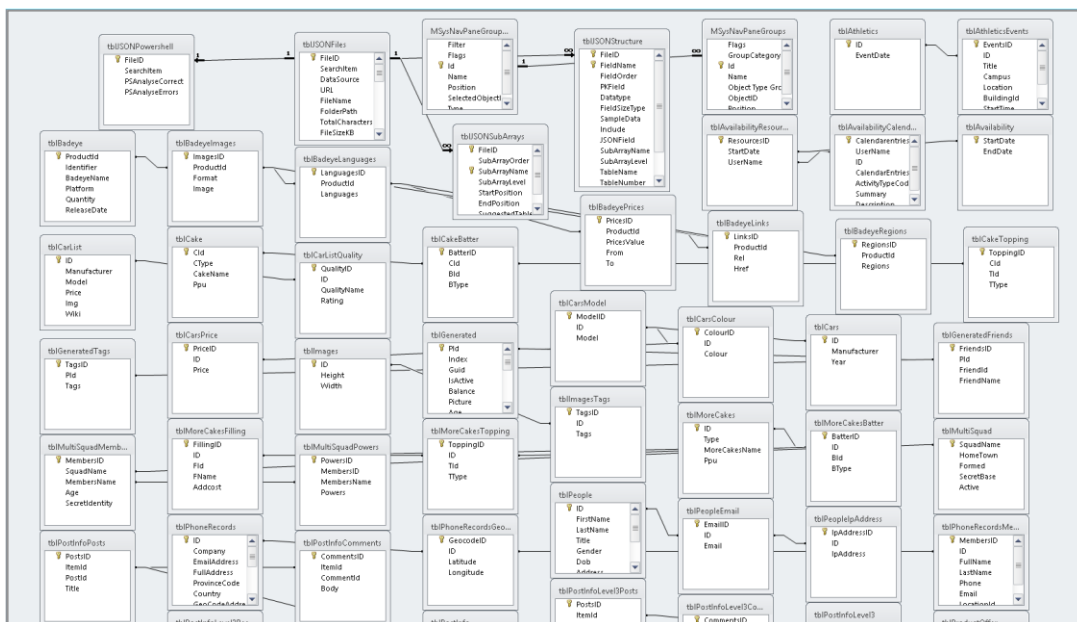 tblJSONPowershell
FileID
SearchItem
PSAnalyseCorrect
PSAnalyseErrors
tblJSONFiles
FileID
SearchItem
DataSource
URL
FileName
FolderPath
TotalCharacters
FileSizeKB
MSysNavPaneGroup...
Filter
Flags
Id
Name
Position
SelectedObjectI
Type
tblJSONStructure
FileID
FieldName
FieldOrder
PKField
Datatype
FieldSizeType
SampleData
Include
JSONField
SubArrayName
SubArrayLevel
TableName
TableNumber
MSysNavPaneGroups
Flags
GroupCategory
Id
Name
Object Type Grc
ObjectID
Position
tblAthletics
ID
EventDate
tblAthleticsEvents
EventsID
ID
Title
Campus
Location
BuildingId
StartTime
tblBadeye
ProductId
Identifier
BadeyeName
Platform
Quantity
ReleaseDate
tblBadeyeImages
ImagesID
ProductId
Format
Image
tblBadeyeLanguages
LanguagesID
ProductId
Languages
tblJSONSubArrays
FileID
SubArrayOrder
SubArrayName
SubArrayLevel
StartPosition
EndPosition
SuggestedTable
tblAvailabilityResour...
ResourcesID
StartDate
UserName
tblAvailabilityCalend...
Calendarentries
UserName
ID
CalendarEntries
ActivityTypeCod
Summary
Description
tblAvailability
StartDate
EndDate
tblBadeyePrices
PricesID
ProductId
PricesValue
From
To
tblBadeyeLinks
LinksID
ProductId
Rel
Href
tblBadeyeRegions
RegionsID
ProductId
Regions
tblCakeTopping
ToppingID
CId
TId
TType
tblCarList
ID
Manufacturer
Model
Price
Img
Wiki
tblCake
CId
CType
CakeName
Ppu
tblCarListQuality
QualityID
ID
QualityName
Rating
tblCakeBatter
BatterID
CId
BId
BType
tblCarsModel
ModelID
ID
Model
tblCarsColour
ColourID
ID
Colour
tblCars
ID
Manufacturer
Year
tblGeneratedFriends
FriendsID
PId
FriendId
FriendName
tblGeneratedTags
TagsID
PId
Tags
tblCarsPrice
PriceID
ID
Price
tblImages
ID
Height
Width
tblGenerated
PId
Index
Guid
IsActive
Balance
Picture
Age
tblImagesTags
TagsID
ID
Tags
tblMoreCakes
ID
Type
MoreCakesName
Ppu
tblMoreCakesBatter
BatterID
ID
BId
BType
tblMultiSquad
SquadName
HomeTown
Formed
SecretBase
Active
tblMultiSquadMemb...
MembersID
SquadName
MembersName
Age
SecretIdentity
tblMoreCakesFilling
FillingID
ID
FId
FName
Addcost
tblMultiSquadPowers
PowersID
MembersID
MembersName
Powers
tblMoreCakesTopping
ToppingID
ID
TId
TType
tblPeople
ID
FirstName
LastName
Title
Gender
Dob
Address
tblPeopleEmail
EmailID
ID
Email
tblPeopleIpAddress
IpAddressID
ID
IpAddress
tblPhoneRecordsMe...
MembersID
ID
FullName
LastName
Phone
Email
LocationId
tblPostInfoPosts
PostsID
ItemId
PostId
Title
tblPhoneRecords
ID
Company
EmailAddress
FullAddress
ProvinceCode
Country
GeoCodeAddre
tblPostInfoComments
CommentsID
ItemId
CommentId
Body
tblPhoneRecordsGeo...
GeocodeID
ID
Latitude
Longitude
tblPostInfoLevel3Posts
PostsID
ItemId
tblPostInfoLevel3Co...
CommentsID
tblPostInfoLevel3
tblProductOffer
tblPostInfo